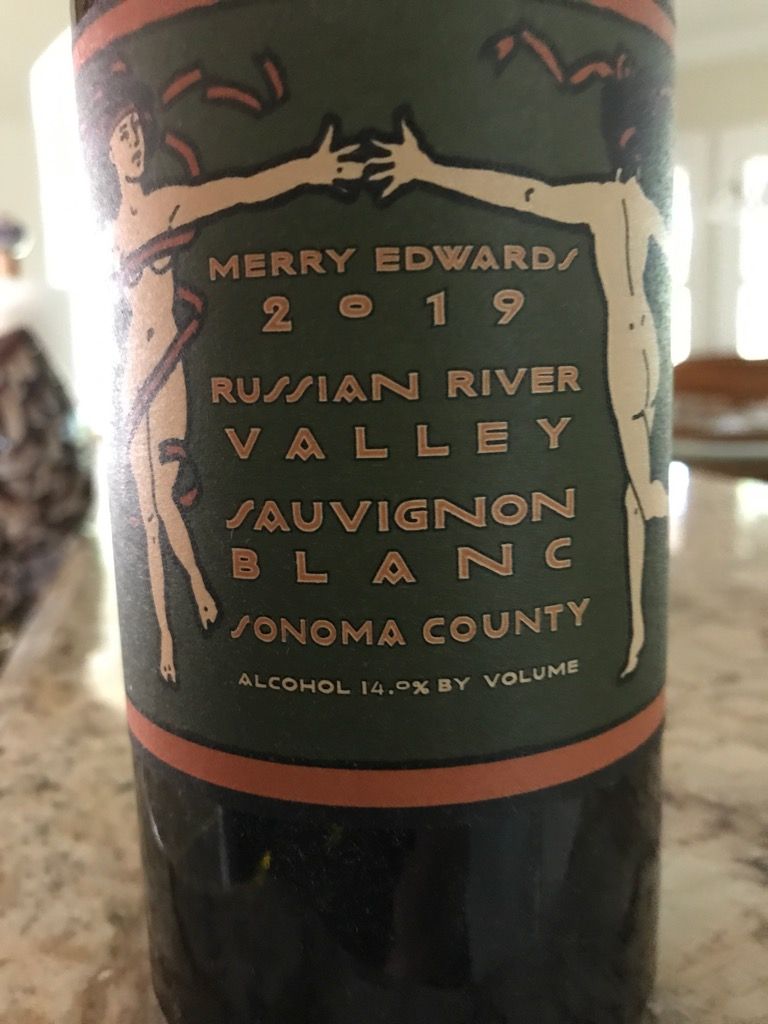 MERRY EDWARDS
2019
RUSSIAN RIVER
VALLEY
SAUVIGNON
BLANC
SONOMA COUNTY
ALCOHOL 14.0% BY VOLUME